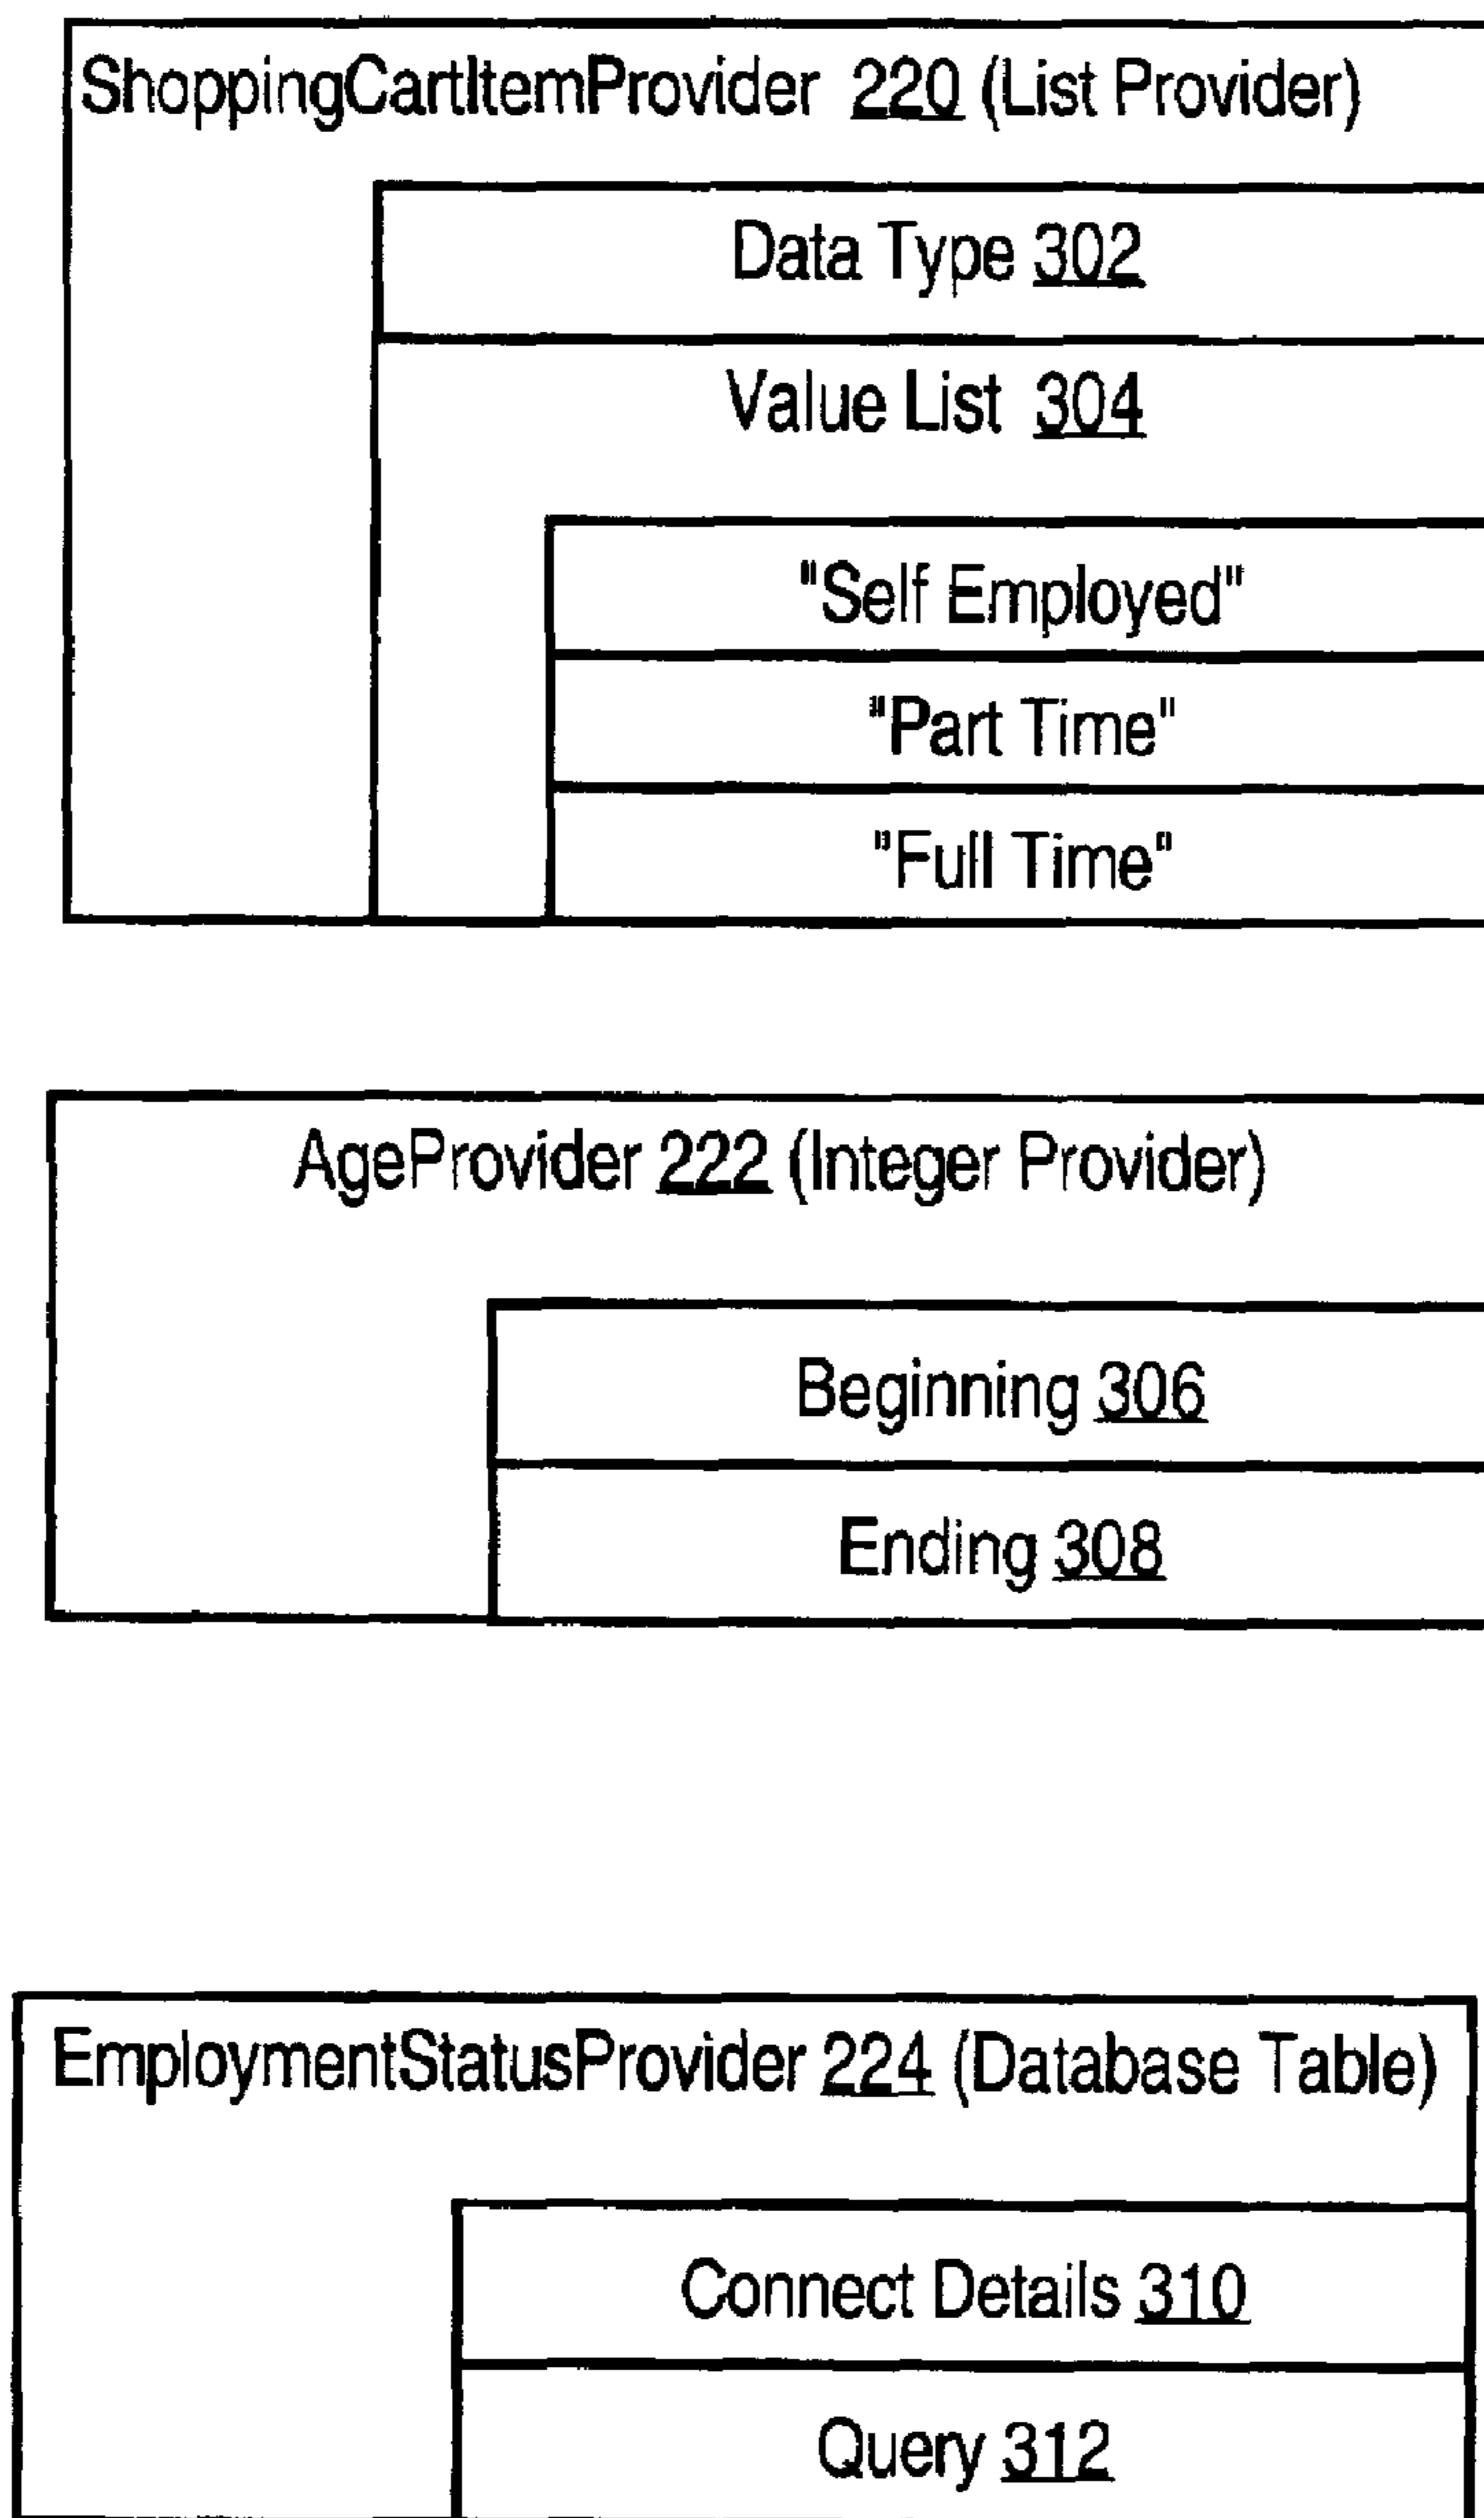 ShoppingCartItemProvider 220 (List Provider)
Data Type 302
Value List 304
"Self Employed"
"Part Time"
"Full Time"
AgeProvider 222 (Integer Provider)
Beginning 306
Ending 308
EmploymentStatusProvider 224 (Database Table)
Connect Details 310
Query 312